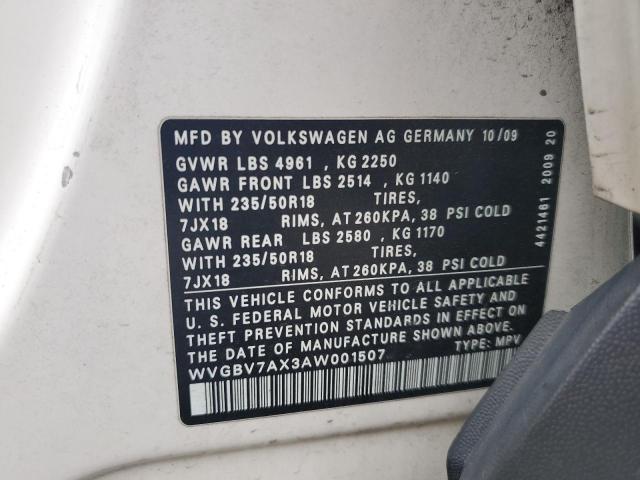 MFD BY VOLKSWAGEN AG GERMANY 10/09
GVWR LBS 4961 , KG 2250
GAWR FRONT LBS 2514 , KG 1140
WITH 235/50R18 TIRES,
7JX18 RIMS, AT 260KPA, 38 PSI COLD
GAWR REAR LBS 2580 , KG 1170
WITH 235/50R18 TIRES,
7JX18 RIMS, AT 260KPA, 38 PSI COLD
THIS VEHICLE CONFORMS TO ALL APPLICABLE
U. S. FEDERAL MOTOR VEHICLE SAFETY AND
THEFT PREVENTION STANDARDS IN EFFECT ON
THE DATE OF MANUFACTURE SHOWN ABOVE.
WVGBV7AX3AW001507 TYPE: MPV
4421461 2009 20